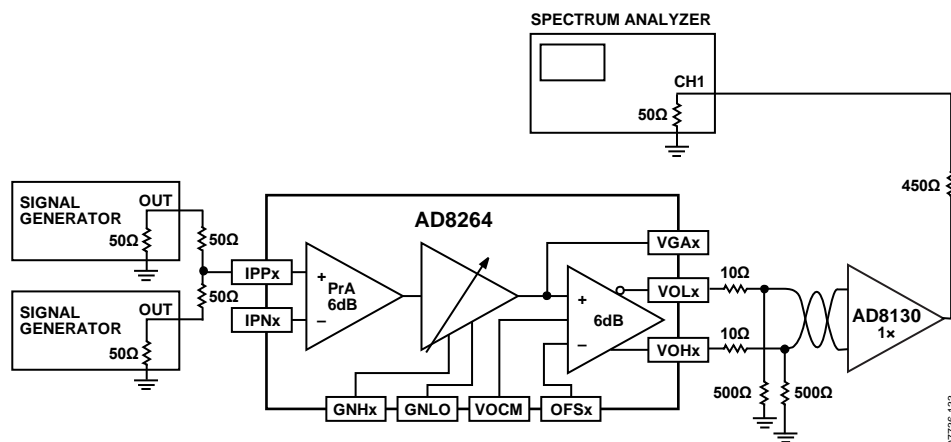 SPECTRUM ANALYZER
CH1
50Ω
450Ω
SIGNAL
GENERATOR
OUT
50Ω
50Ω
SIGNAL
GENERATOR
OUT
50Ω
50Ω
AD8264
IPPx
IPNx
+
PrA
6dB
–
+
6dB
–
VGAx
VOLx
VOHx
10Ω
10Ω
AD8130
1×
500Ω
500Ω
GNHx
GNLO
VOCM
OFSx